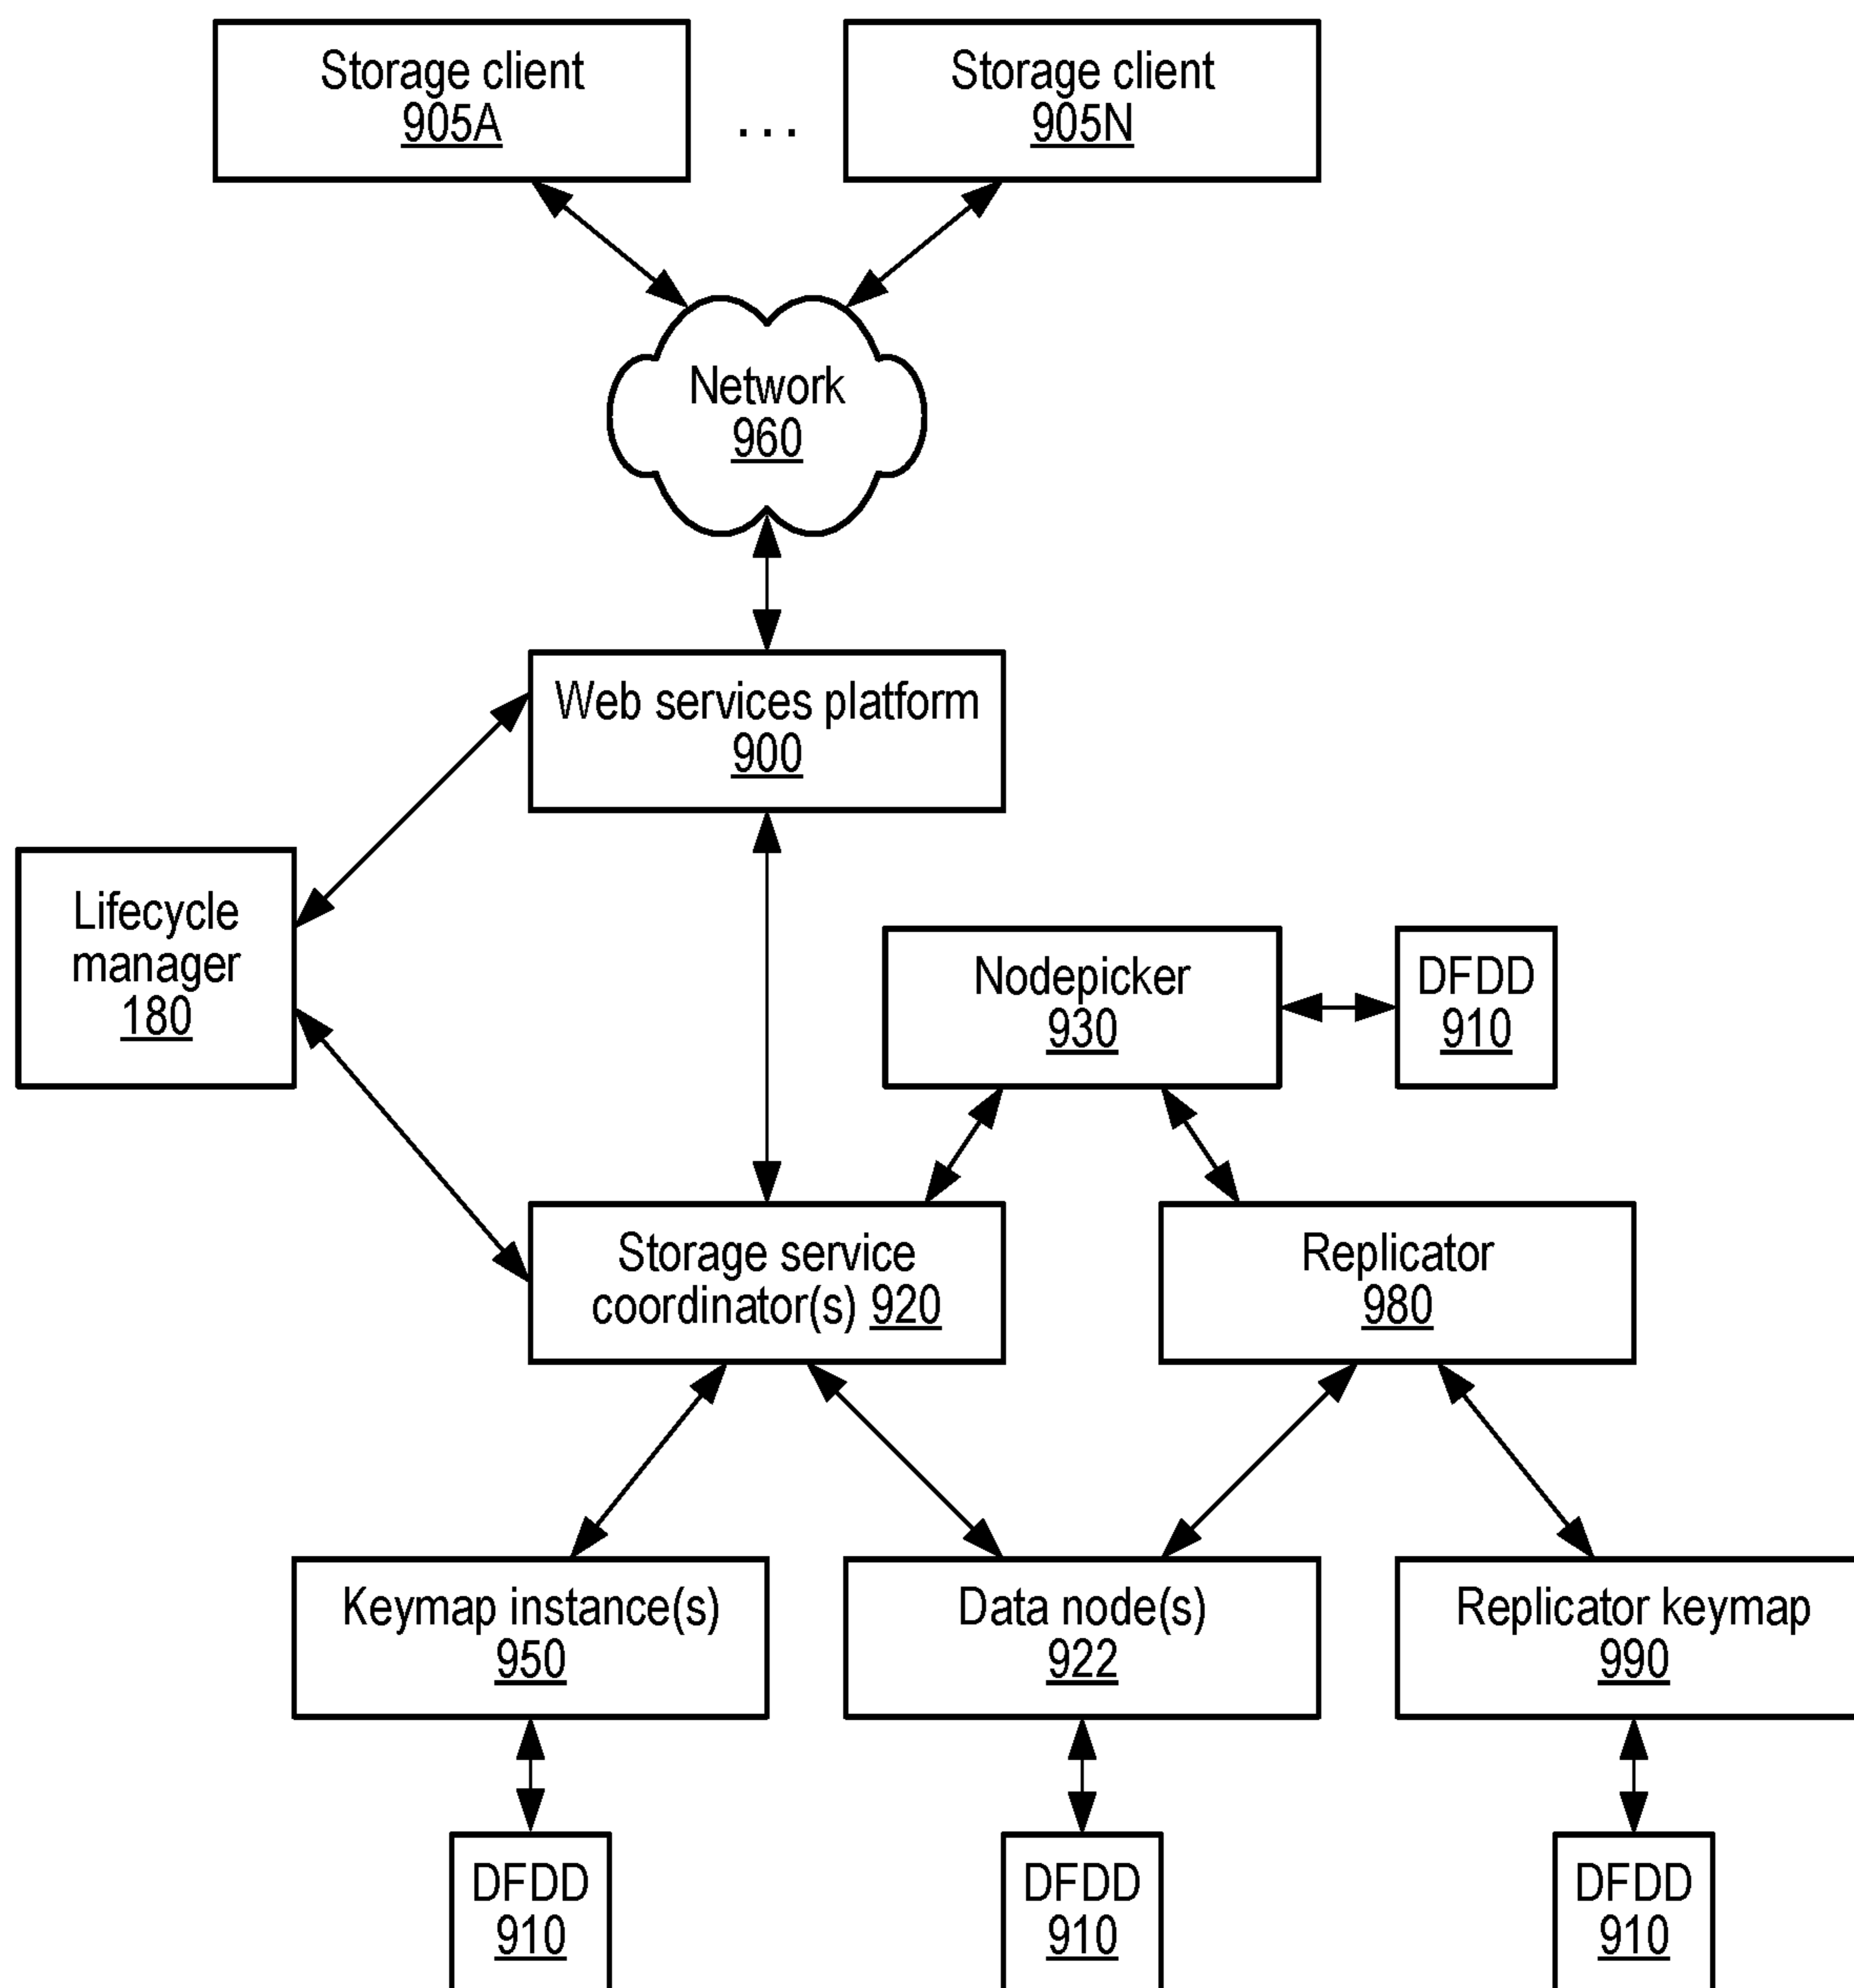 Storage client
905A
...
Storage client
905N
Network
960
Web services platform
900
Lifecycle
manager
180
Nodepicker
930
DFDD
910
Storage service
coordinator(s) 920
Replicator
980
Keymap instance(s)
950
Data node(s)
922
Replicator keymap
990
DFDD
910
DFDD
910
DFDD
910